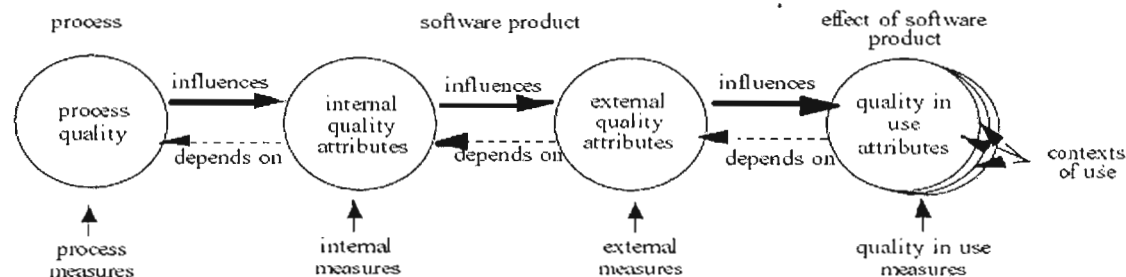 process
software product
effect of software
product
process
quality
influences
depends on
internal
quality
attributes
influences
depends on
external
quality
attributes
influences
depends on
quality in
use
attributes
contexts
of use
process
measures
internal
measures
external
measures
quality in use
measures